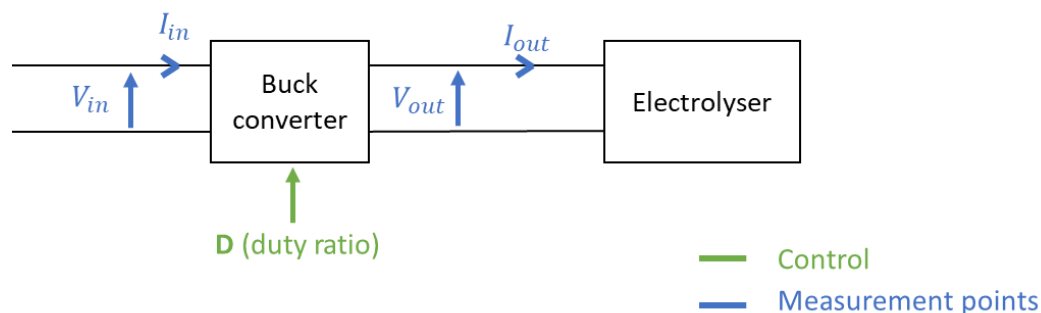 I_in
I_out
V_in
Buck
converter
V_out
Electrolyser
D (duty ratio)
Control
Measurement points